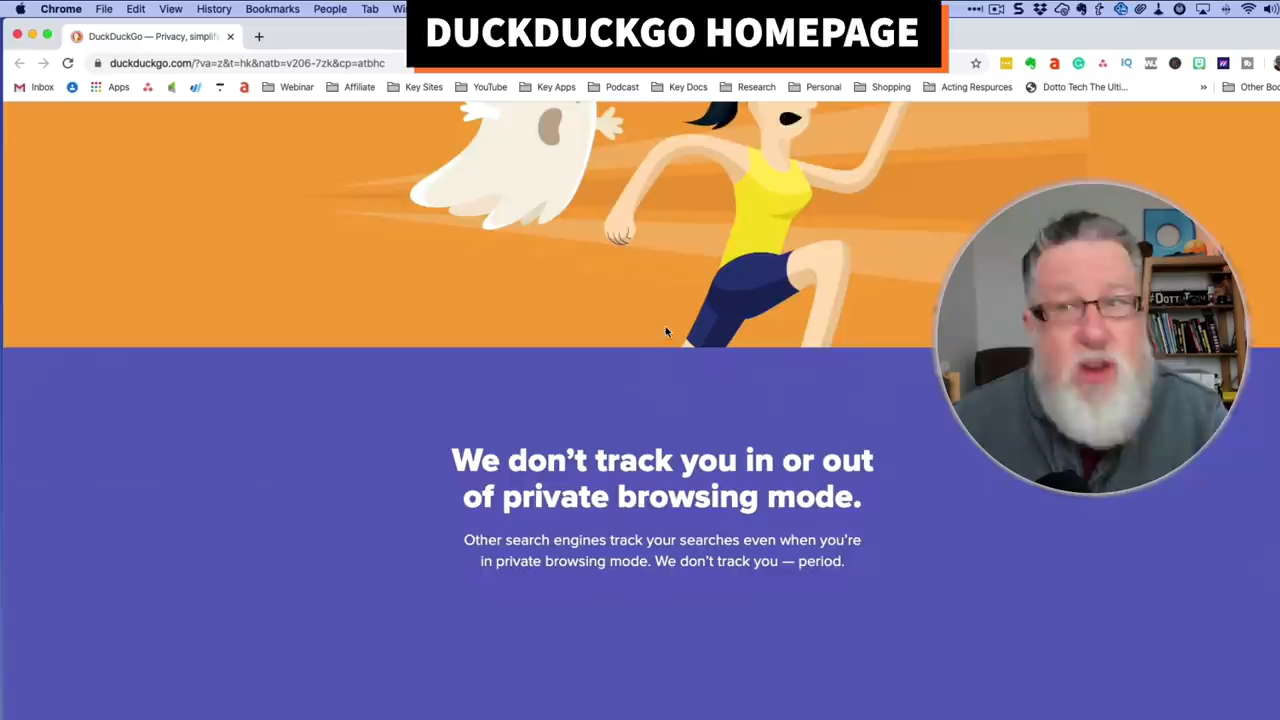 Chrome File Edit View History Bookmarks People Tab
DUCKDUCKGO HOMEPAGE
DuckDuckGo — Privacy, simplifi
duckduckgo.com/?va=z&t=hk&natb=v206-7zk&cp=atbhc
Inbox Apps Webinar Affiliate Key Sites YouTube Key Apps Podcast Key Docs Research Personal Shopping Acting Respurces Dotto Tech The Ulti... Other Boo
#DOTT
We don’t track you in or out
of private browsing mode.
Other search engines track your searches even when you’re
in private browsing mode. We don’t track you — period.